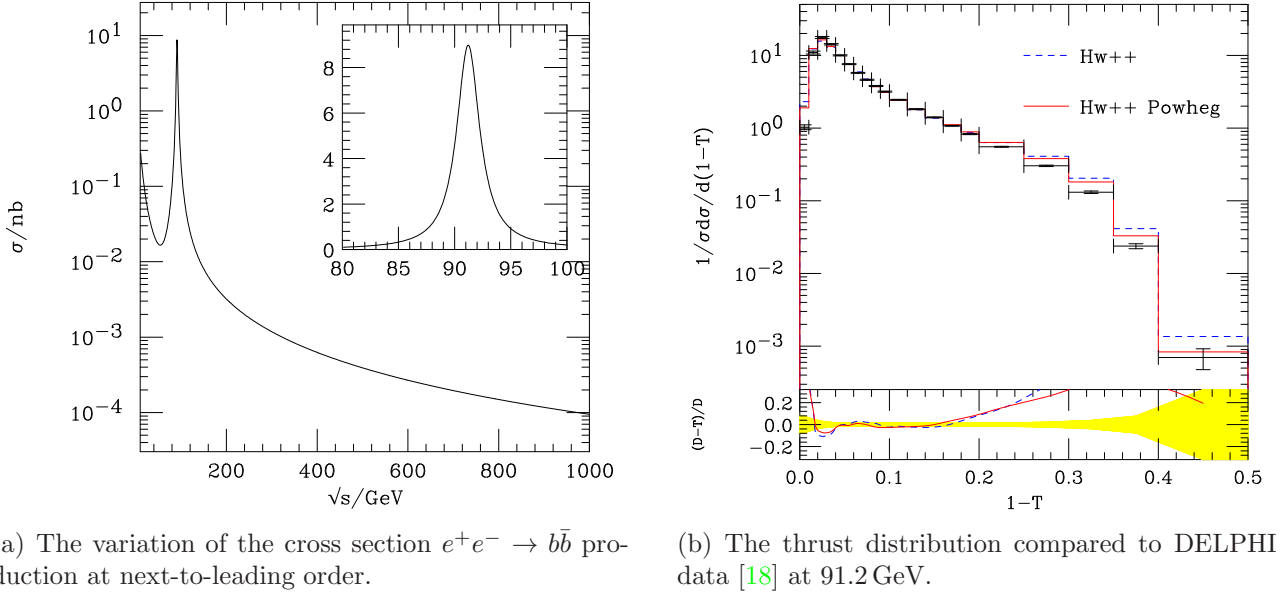 10^1
10^0
10^-1
10^-2
10^-3
10^-4
σ/nb
8
6
4
2
0
80 85 90 95 100
200 400 600 800 1000
√s/GeV
10^1
10^0
10^-1
10^-2
10^-3
1/σdσ/d(1−T)
Hw++
Hw++ Powheg
0.2
0.0
−0.2
(D−T)/D
0.0 0.1 0.2 0.3 0.4 0.5
1−T
a) The variation of the cross section e^+e^- → bb̄ pro-
duction at next-to-leading order.
(b) The thrust distribution compared to DELPHI
data [18] at 91.2 GeV.